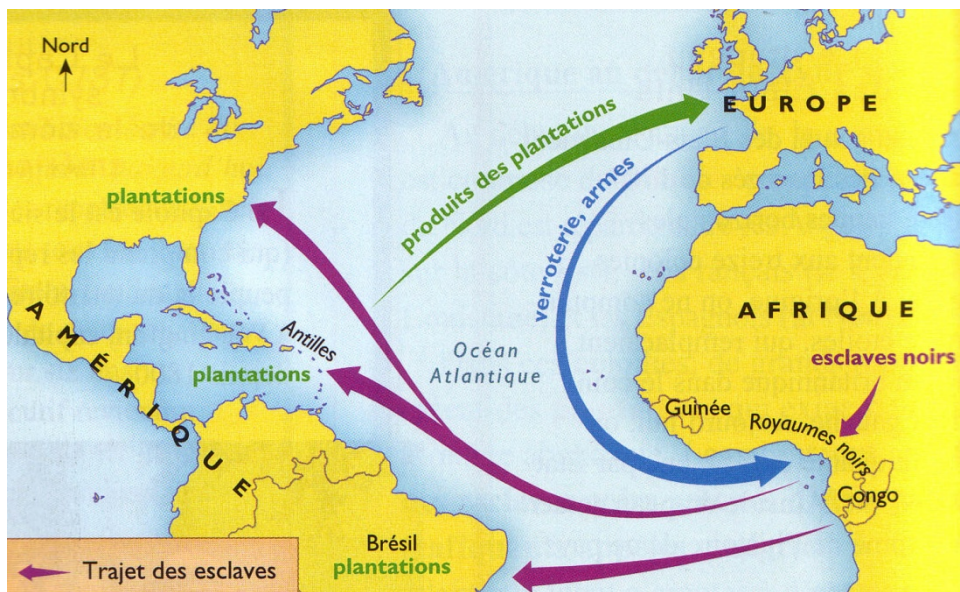 Nord
EUROPE
produits des plantations
plantations
verroterie, armes
AFRIQUE
esclaves noirs
AMÉRIQUE
Antilles
plantations
Océan
Atlantique
Guinée
Royaumes noirs
Congo
Brésil
plantations
Trajet des esclaves